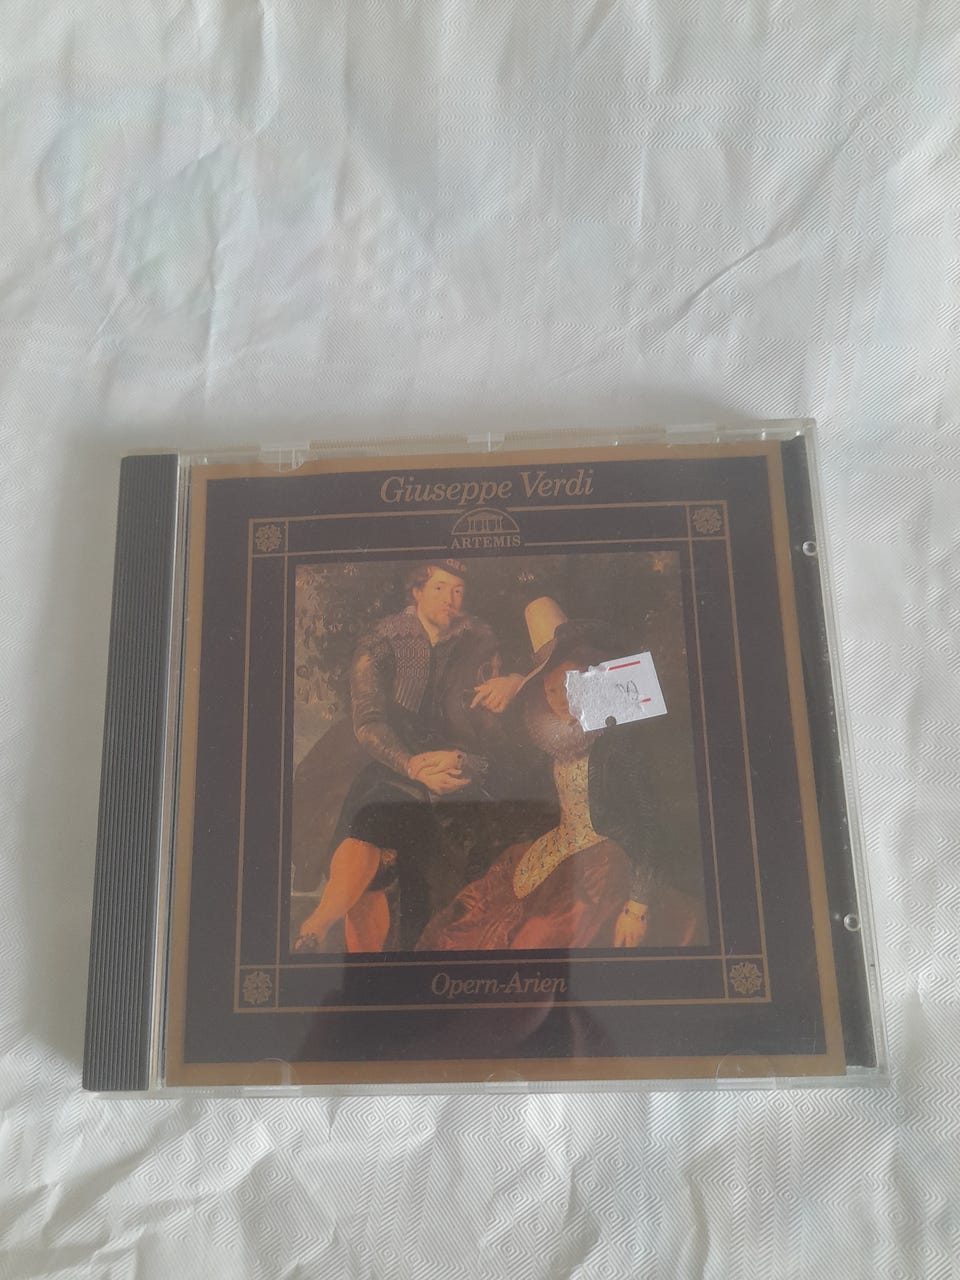 Giuseppe Verdi
ARTEMIS
Opern-Arien